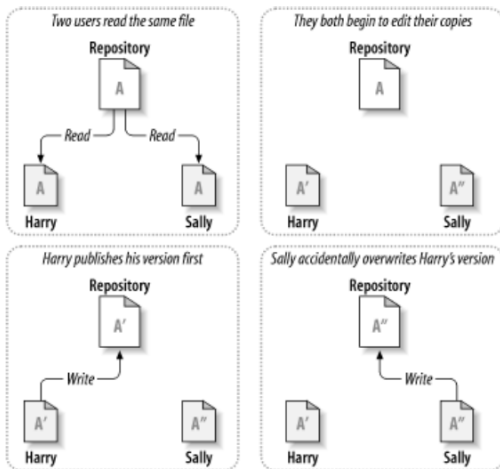 Two users read the same file
Repository
A
Read
Read
A
A
Harry
Sally
They both begin to edit their copies
Repository
A
A'
A"
Harry
Sally
Harry publishes his version first
Repository
A'
Write
A'
A"
Harry
Sally
Sally accidentally overwrites Harry's version
Repository
A"
Write
A'
A"
Harry
Sally